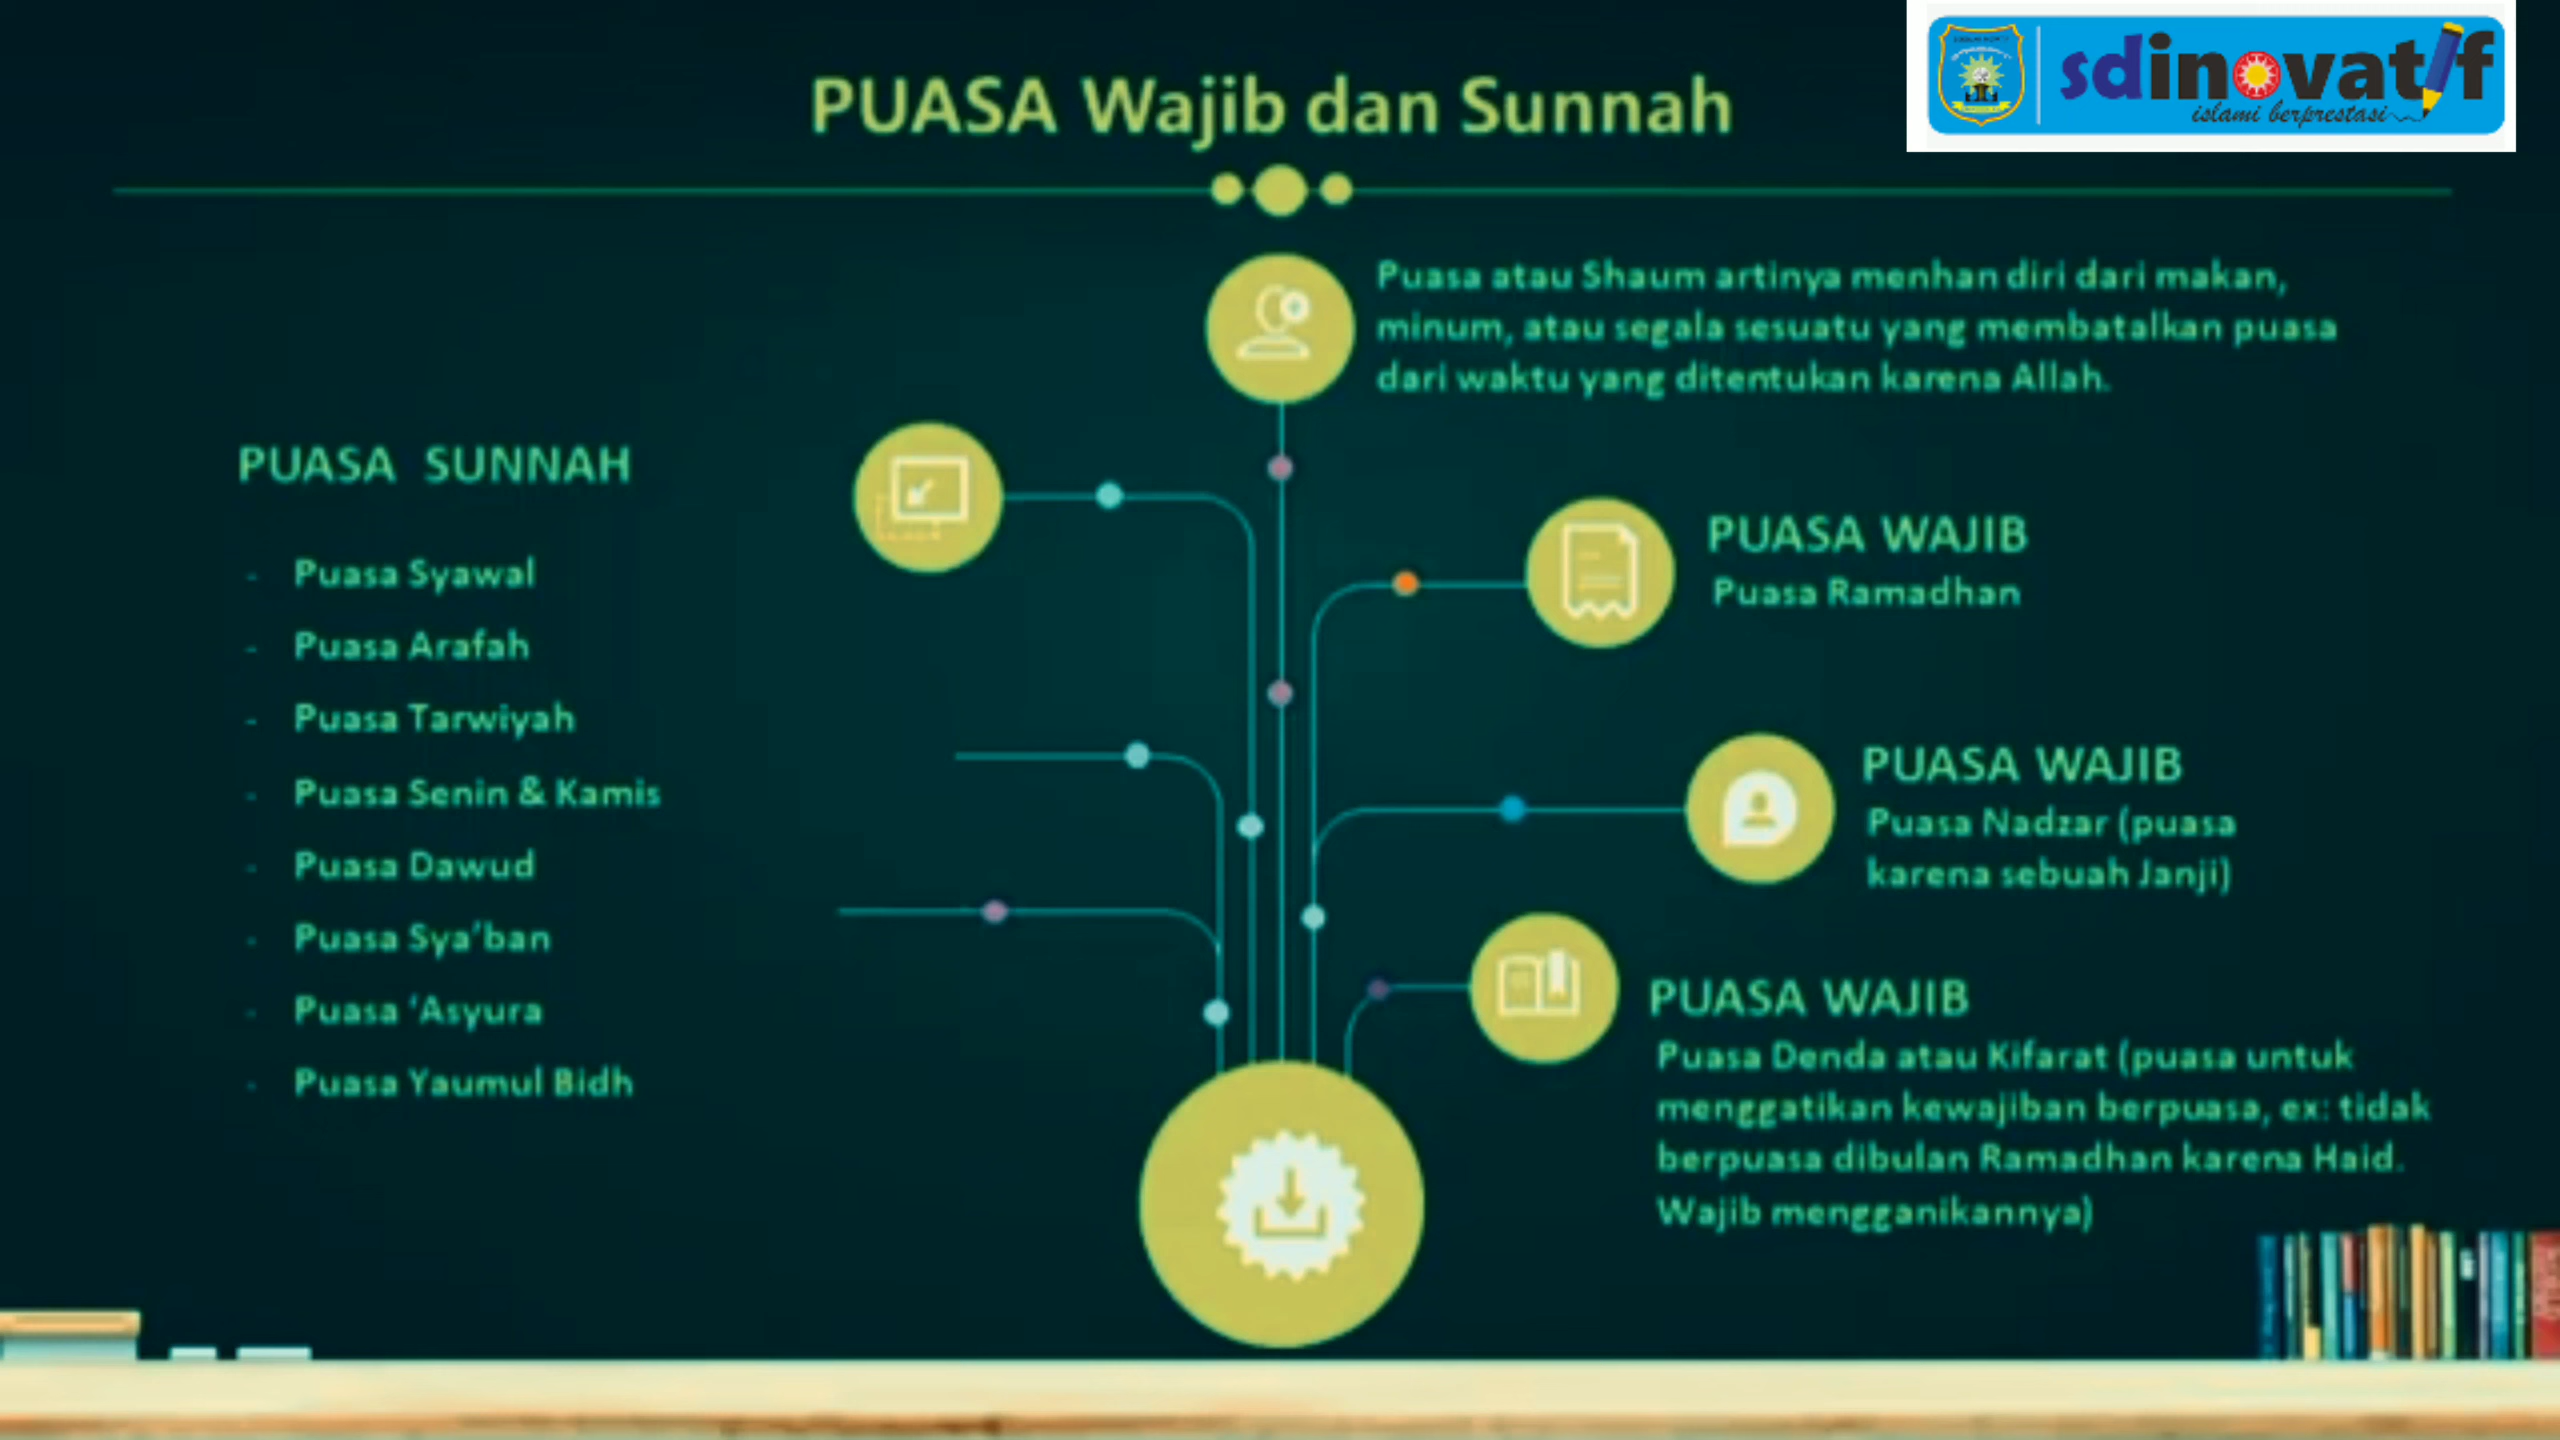 PUASA Wajib dan Sunnah
sdinovatif
islami berprestasi
Puasa atau Shaum artinya menhan diri dari makan,
minum, atau segala sesuatu yang membatalkan puasa
dari waktu yang ditentukan karena Allah.
PUASA SUNNAH
- Puasa Syawal
- Puasa Arafah
- Puasa Tarwiyah
- Puasa Senin & Kamis
- Puasa Dawud
- Puasa Sya'ban
- Puasa 'Asyura
- Puasa Yaumul Bidh
PUASA WAJIB
Puasa Ramadhan
PUASA WAJIB
Puasa Nadzar (puasa
karena sebuah Janji)
PUASA WAJIB
Puasa Denda atau Kifarat (puasa untuk
menggatikan kewajiban berpuasa, ex: tidak
berpuasa dibulan Ramadhan karena Haid.
Wajib mengganikannya)